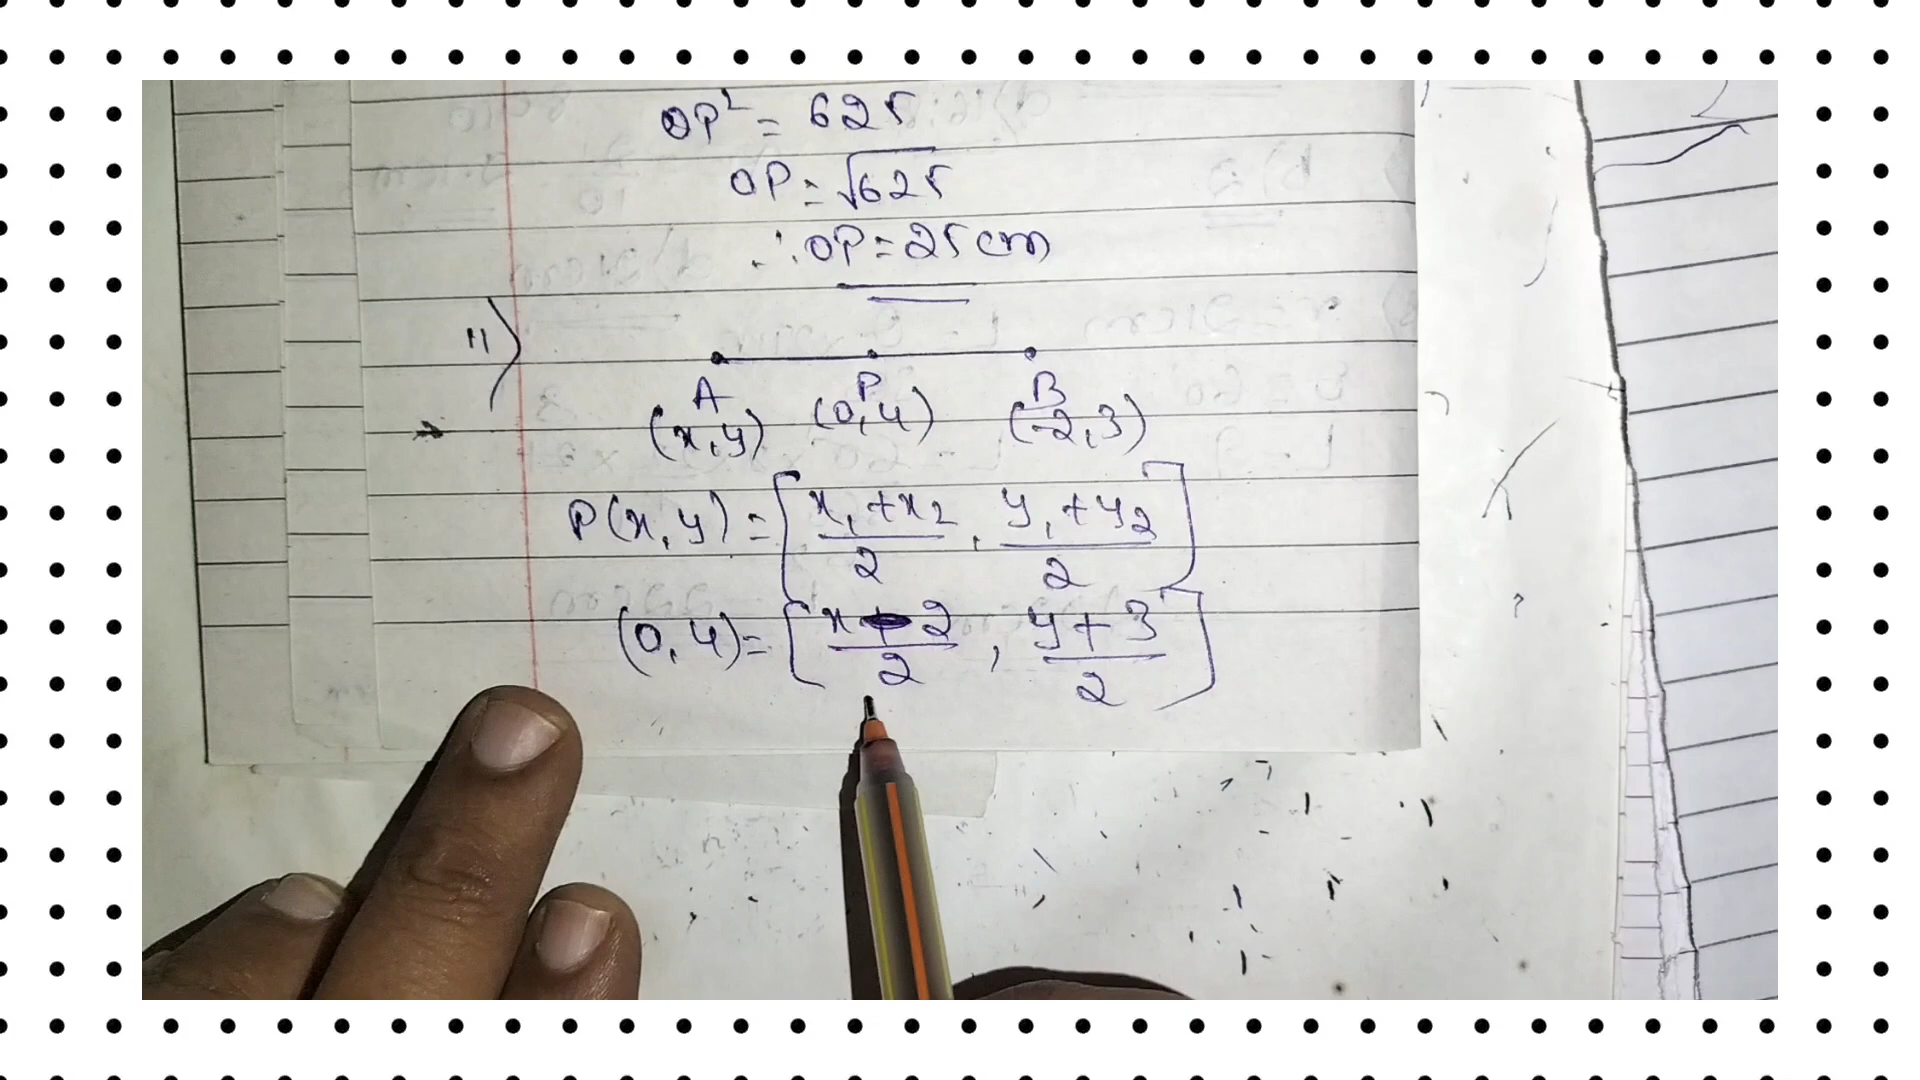 OP² = 625
OP = √625
∴ OP = 25 cm
11)
A P B
(x, y) (0, 4) (-2, 3)
P(x, y) = [x₁ + x₂ / 2 , y₁ + y₂ / 2]
(0, 4) = [x - 2 / 2 , y + 3 / 2]